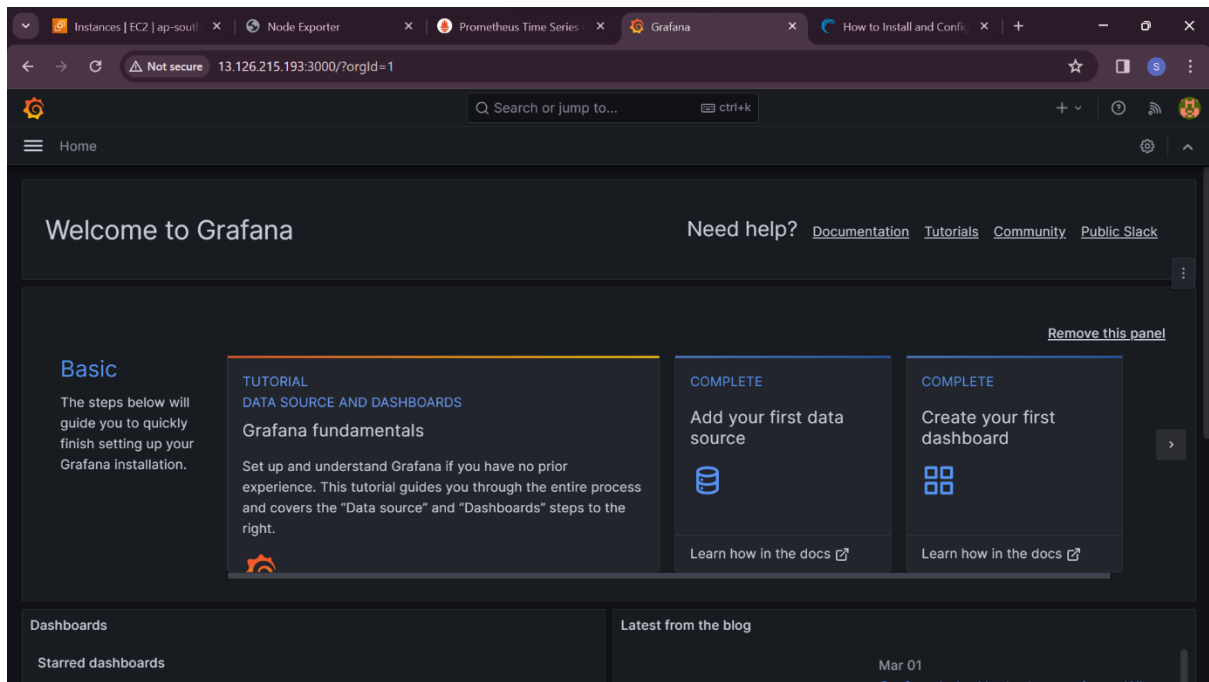 Instances | EC2 | ap-south
Node Exporter
Prometheus Time Series
Grafana
How to Install and Config
Not secure
13.126.215.193:3000/?orgId=1
S
Search or jump to...
ctrl+k
Home
Welcome to Grafana
Need help?
Documentation
Tutorials
Community
Public Slack
Remove this panel
Basic
The steps below will
guide you to quickly
finish setting up your
Grafana installation.
TUTORIAL
DATA SOURCE AND DASHBOARDS
Grafana fundamentals
Set up and understand Grafana if you have no prior
experience. This tutorial guides you through the entire process
and covers the “Data source” and “Dashboards” steps to the
right.
COMPLETE
Add your first data
source
Learn how in the docs
COMPLETE
Create your first
dashboard
Learn how in the docs
Dashboards
Starred dashboards
Latest from the blog
Mar 01